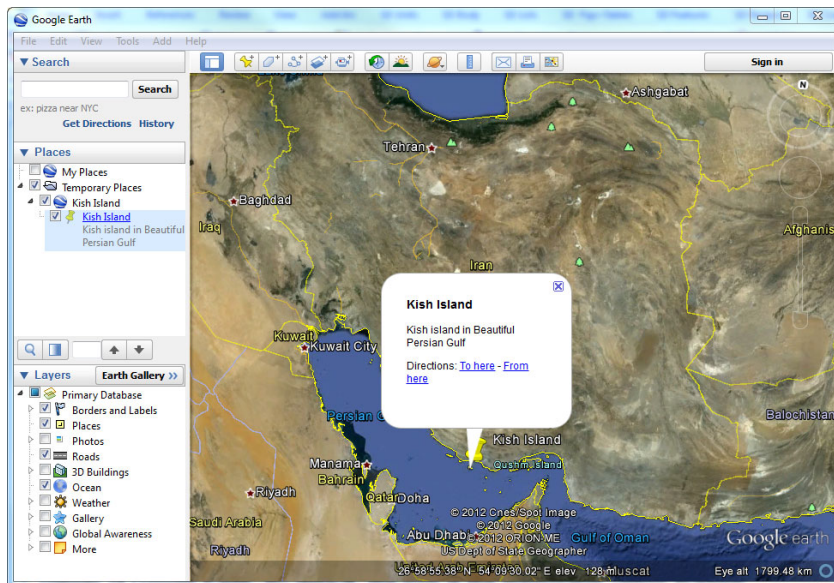 Google Earth
File Edit View Tools Add Help
Search
Search
ex: pizza near NYC
Get Directions History
Places
My Places
Temporary Places
Kish Island
Kish Island
Kish island in Beautiful
Persian Gulf
Layers
Earth Gallery >>
Primary Database
Borders and Labels
Places
Photos
Roads
3D Buildings
Ocean
Weather
Gallery
Global Awareness
More
Sign in
N
Ashgabat
Tehran
Baghdad
Iraq
Afghanis
Iran
Kish Island
Kish island in Beautiful
Persian Gulf
Directions: To here - From
here
Kuwait
Kuwait City
Persian G
Balochistan
Kish Island
Qushm island
Manama
Bahrain
Riyadh
Qatar
Doha
© 2012 Cnes/Spot Image
© 2012 Google
© 2012 ORION-ME
US Dept of State Geographer
Saudi Arabia
Abu Dhabi
Gulf of Oman
Google earth
Riyadh
United Arab Emirates
26°58'55.38" N 54°09'30.02" E elev 128 m
Muscat
Eye alt 1799.48 km